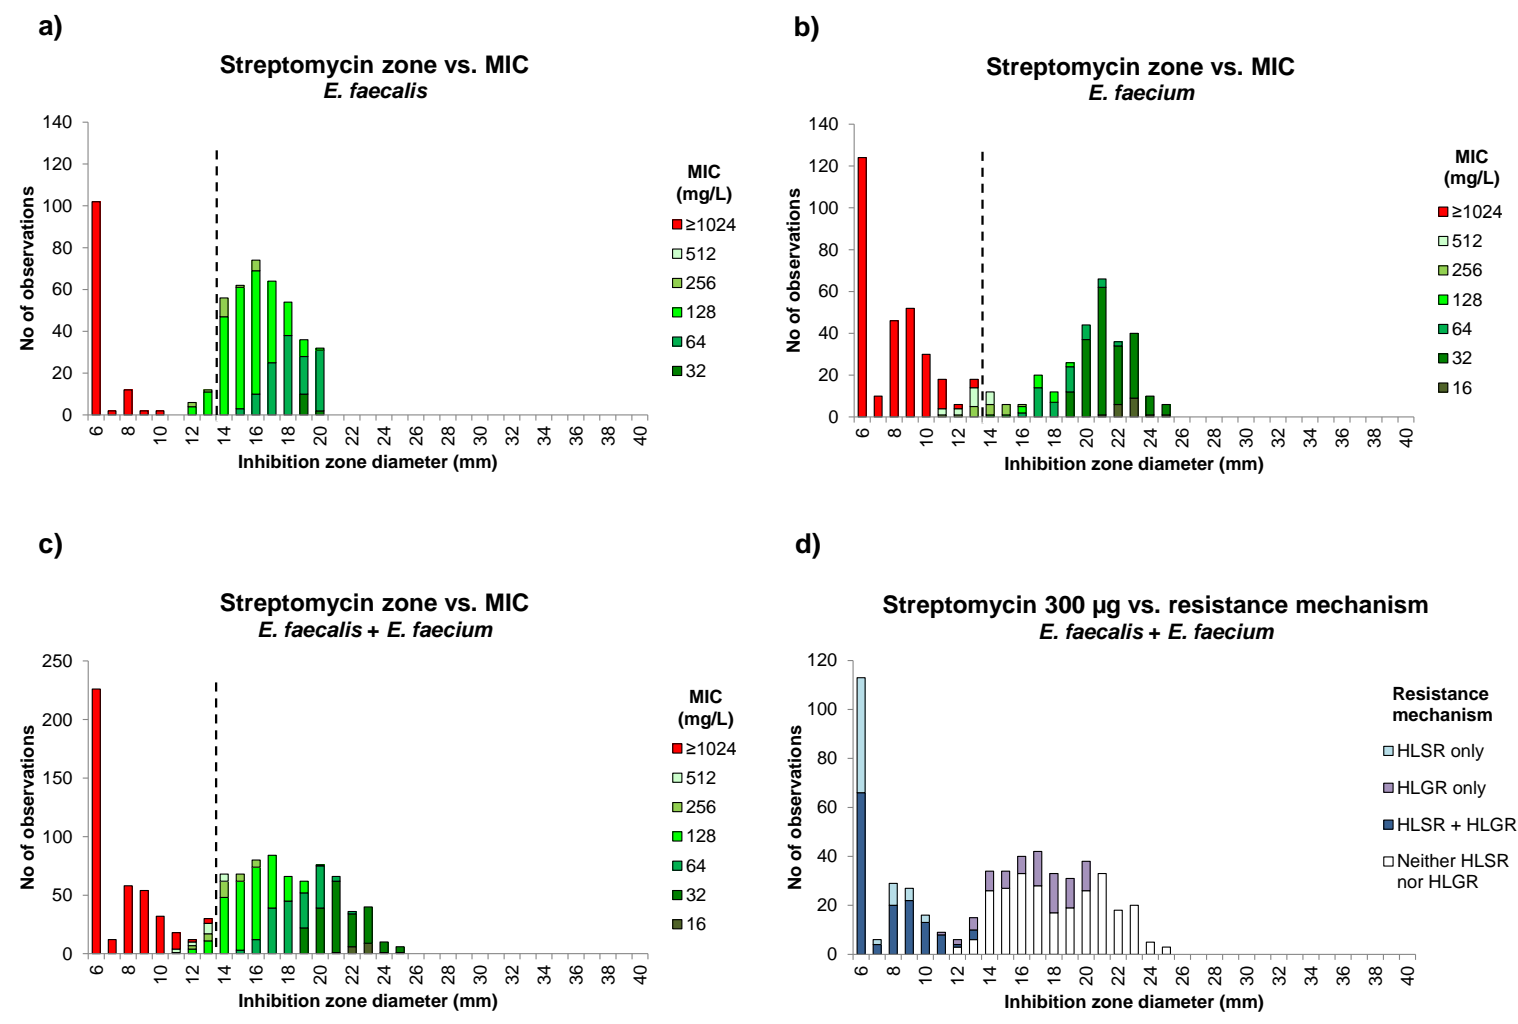 a)
Streptomycin zone vs. MIC
E. faecalis
No of observations
140
120
100
80
60
40
20
0
6 8 10 12 14 16 18 20 22 24 26 28 30 32 34 36 38 40
Inhibition zone diameter (mm)
MIC
(mg/L)
≥1024
512
256
128
64
32
b)
Streptomycin zone vs. MIC
E. faecium
No of observations
140
120
100
80
60
40
20
0
6 8 10 12 14 16 18 20 22 24 26 28 30 32 34 36 38 40
Inhibition zone diameter (mm)
MIC
(mg/L)
≥1024
512
256
128
64
32
16
c)
Streptomycin zone vs. MIC
E. faecalis + E. faecium
No of observations
250
200
150
100
50
0
6 8 10 12 14 16 18 20 22 24 26 28 30 32 34 36 38 40
Inhibition zone diameter (mm)
MIC
(mg/L)
≥1024
512
256
128
64
32
16
d)
Streptomycin 300 µg vs. resistance mechanism
E. faecalis + E. faecium
No of observations
120
100
80
60
40
20
0
6 8 10 12 14 16 18 20 22 24 26 28 30 32 34 36 38 40
Inhibition zone diameter (mm)
Resistance
mechanism
HLSR only
HLGR only
HLSR + HLGR
Neither HLSR
nor HLGR